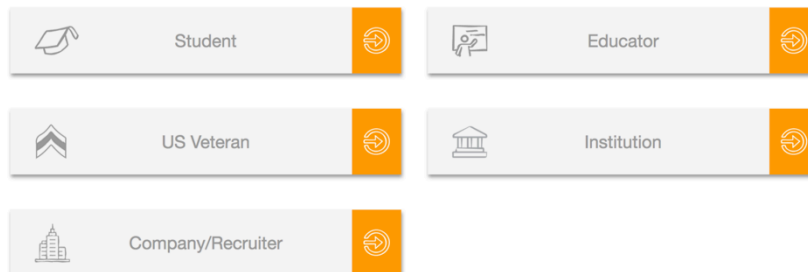 Student
Educator
US Veteran
Institution
Company/Recruiter